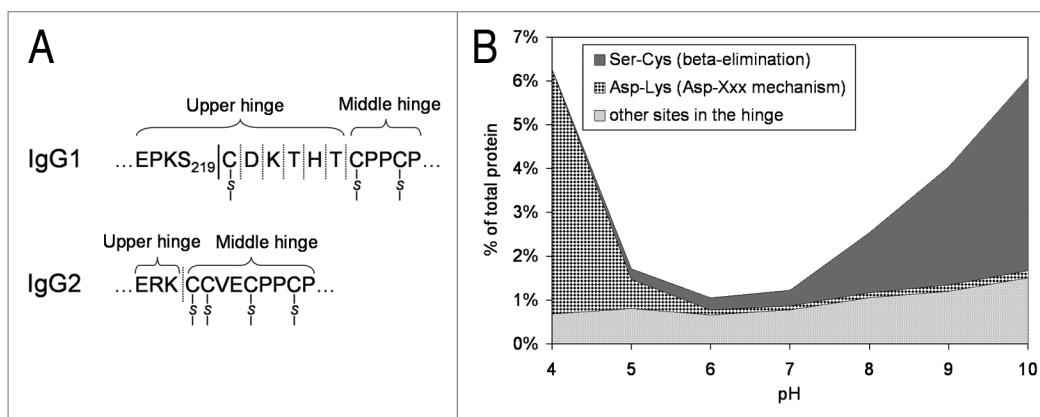 A
Upper hinge
Middle hinge
IgG1
...EPKS219 C D K T H T CPPCP...
s
s
s
Upper hinge
Middle hinge
IgG2
...ERK CCVECPPCP...
s
s
s
s
B
7%
6%
5%
4%
3%
2%
1%
0%
% of total protein
Ser-Cys (beta-elimination)
Asp-Lys (Asp-Xxx mechanism)
other sites in the hinge
4 5 6 7 8 9 10
pH